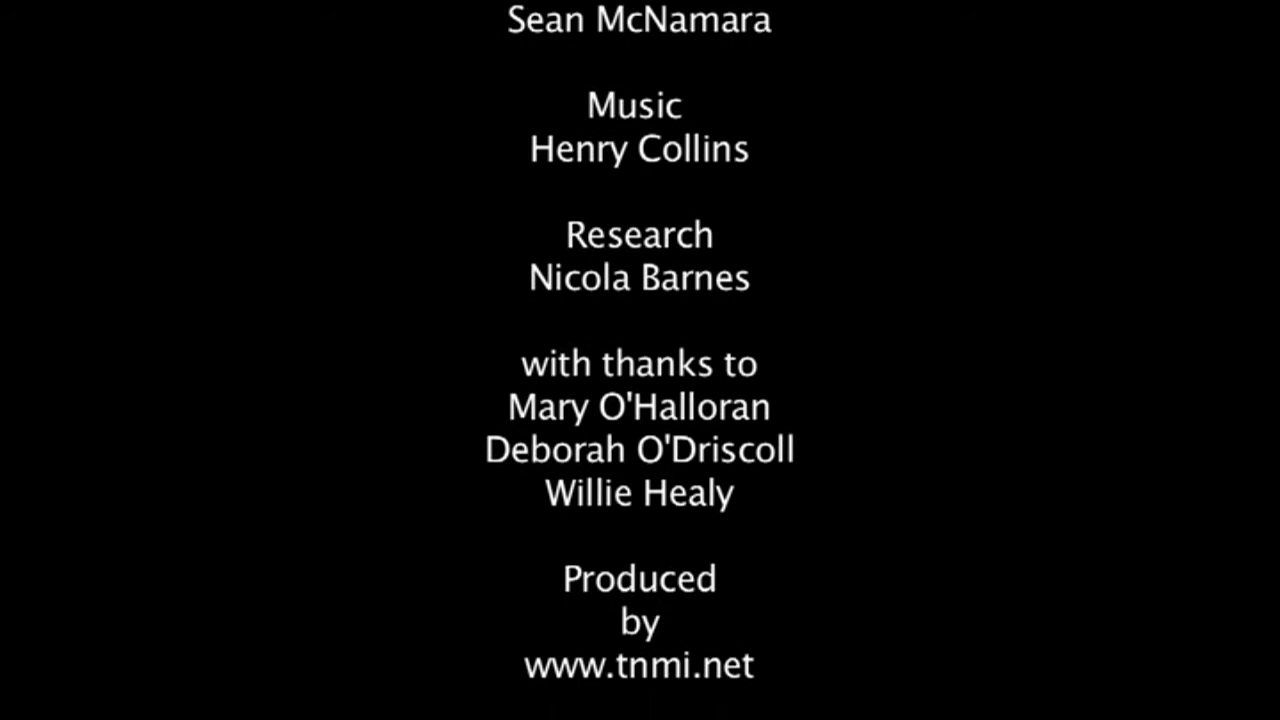 Sean McNamara
Music
Henry Collins
Research
Nicola Barnes
with thanks to
Mary O'Halloran
Deborah O'Driscoll
Willie Healy
Produced
by
www.tnmi.net